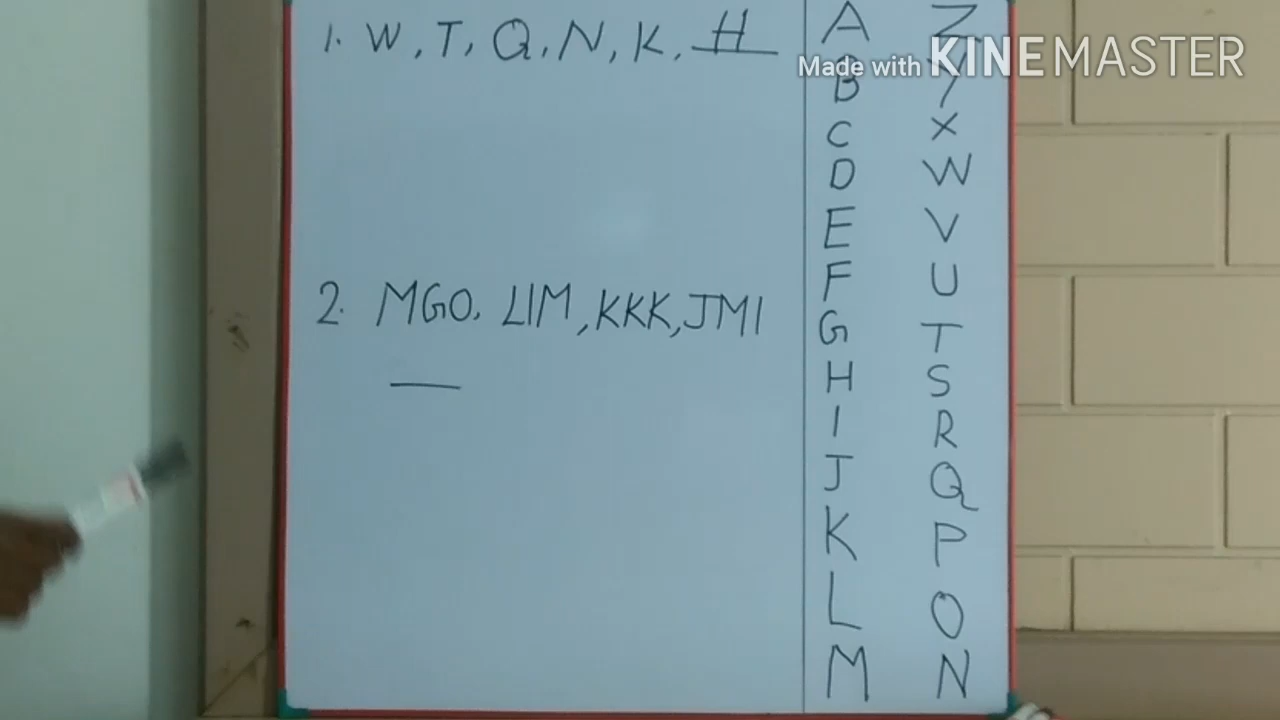 1. W, T, Q, N, K, H
Made with KINEMASTER
2. MGO, LIM, KKK, JMI
A Z
B Y
C X
D W
E V
F U
G T
H S
I R
J Q
K P
L O
M N